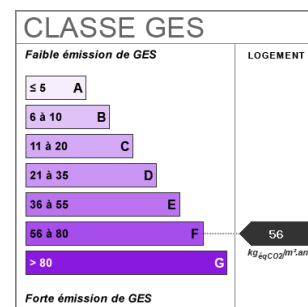 CLASSE GES
Faible émission de GES
LOGEMENT
≤ 5 A
6 à 10 B
11 à 20 C
21 à 35 D
36 à 55 E
56 à 80 F
56
kgéqCO2/m².an
> 80 G
Forte émission de GES